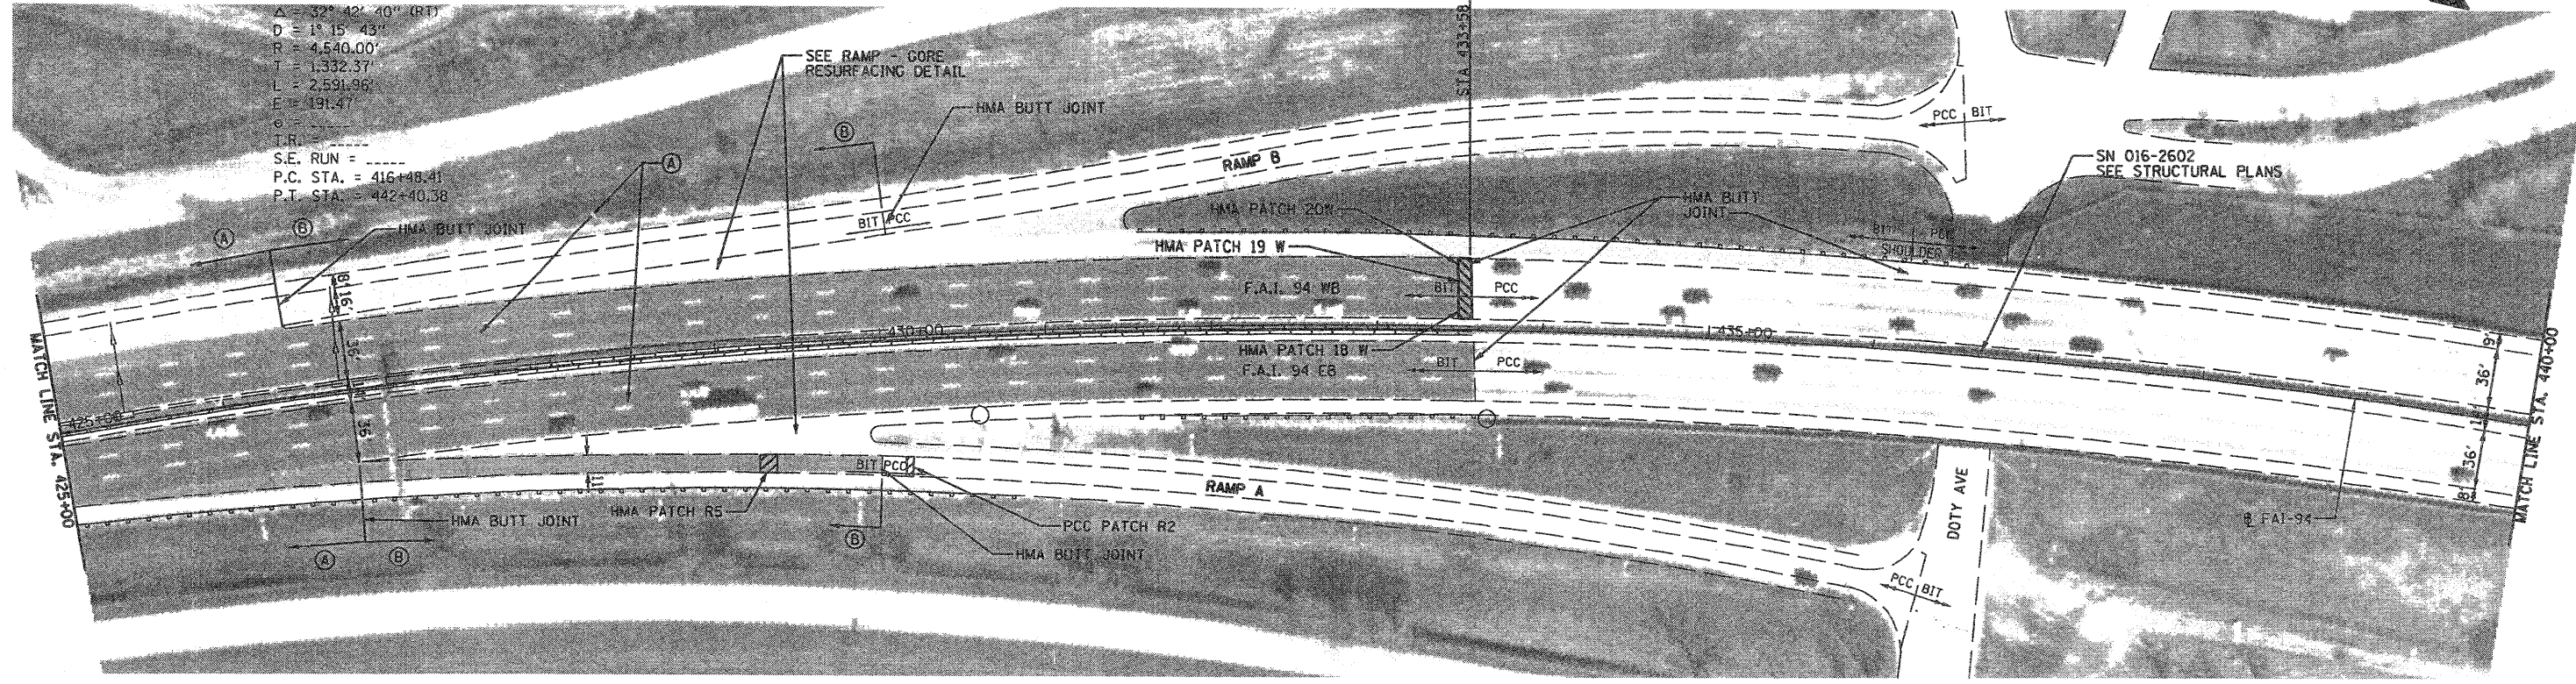 Δ = 32° 42' 40" (RT)
D = 1° 15' 43"
R = 4,540.00'
T = 1,332.37'
L = 2,591.96'
E = 191.47'
e = _____
T.R. _____
S.E. RUN = _____
P.C. STA. = 416+48.41
P.T. STA. = 442+40.38
SEE RAMP - GORE
RESURFACING DETAIL
HMA BUTT JOINT
STA 433+58
B
A
RAMP B
PCC BIT
SN 016-2602
SEE STRUCTURAL PLANS
A
B
HMA BUTT JOINT
BIT PCC
HMA PATCH 20W
HMA PATCH 19 W
HMA BUTT
JOINT
BIT PCC
SHOULDER
8' 16'
F.A.I. 94 WB
BIT PCC
430+00
435+00
36'
HMA PATCH 18 W
F.A.I. 94 EB
BIT PCC
MATCH LINE STA. 425+00
425+00
36'
9'
36'
36'
8'
MATCH LINE STA. 440+00
BIT PCC
11'
RAMP A
HMA BUTT JOINT
HMA PATCH R5
PCC PATCH R2
HMA BUTT JOINT
DOTY AVE
℄ FAI-94
A
B
B
PCC BIT